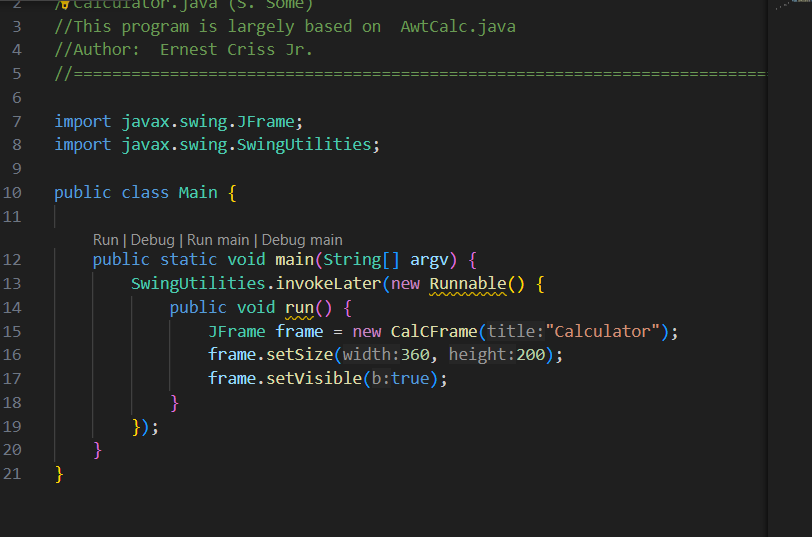 2 //Calculator.java (S. Somé)
3 //This program is largely based on  AwtCalc.java
4 //Author:  Ernest Criss Jr.
5 //=========================================================================
6
7 import javax.swing.JFrame;
8 import javax.swing.SwingUtilities;
9
10 public class Main {
11
Run | Debug | Run main | Debug main
12 public static void main(String[] argv) {
13 SwingUtilities.invokeLater(new Runnable() {
14 public void run() {
15 JFrame frame = new CalCFrame(title:"Calculator");
16 frame.setSize(width:360, height:200);
17 frame.setVisible(b:true);
18 }
19 });
20 }
21 }